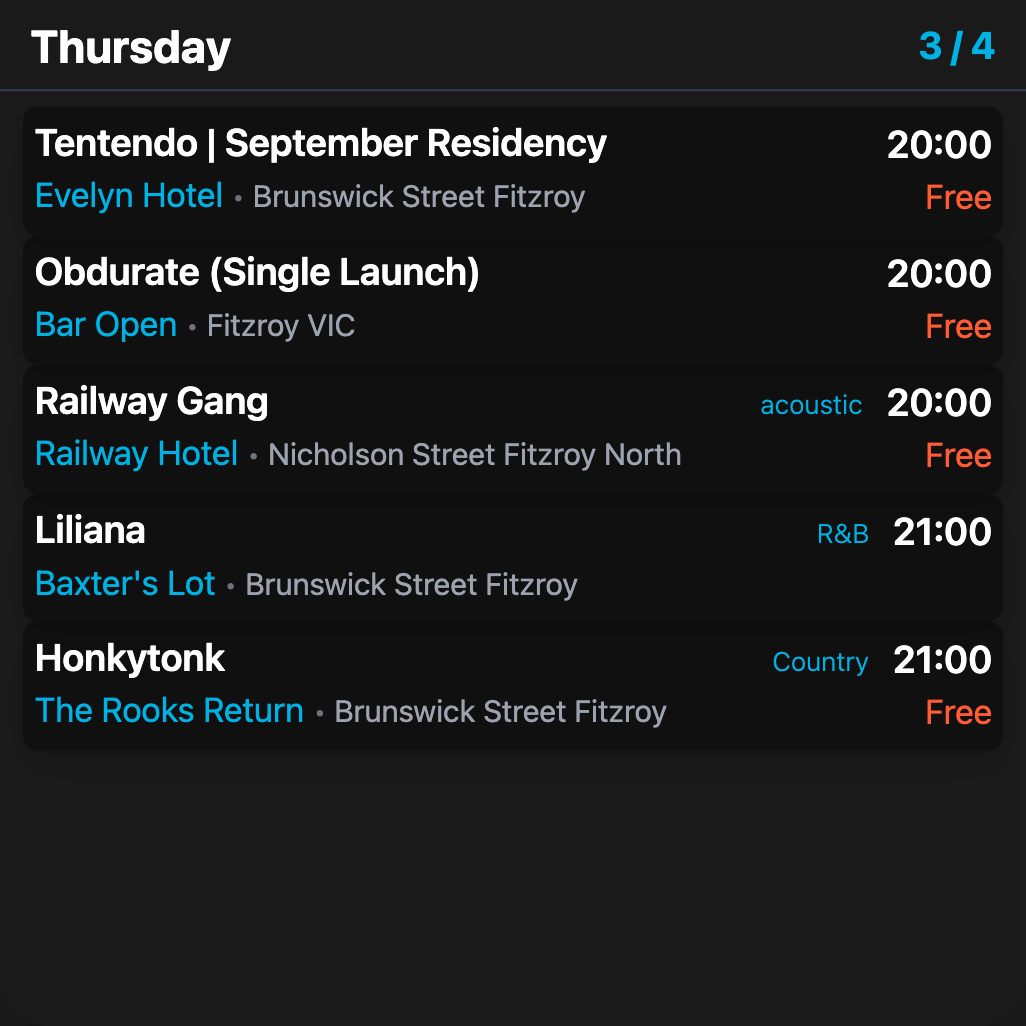 Thursday 3 / 4
Tentendo | September Residency 20:00
Evelyn Hotel • Brunswick Street Fitzroy Free
Obdurate (Single Launch) 20:00
Bar Open • Fitzroy VIC Free
Railway Gang acoustic 20:00
Railway Hotel • Nicholson Street Fitzroy North Free
Liliana R&B 21:00
Baxter's Lot • Brunswick Street Fitzroy
Honkytonk Country 21:00
The Rooks Return • Brunswick Street Fitzroy Free